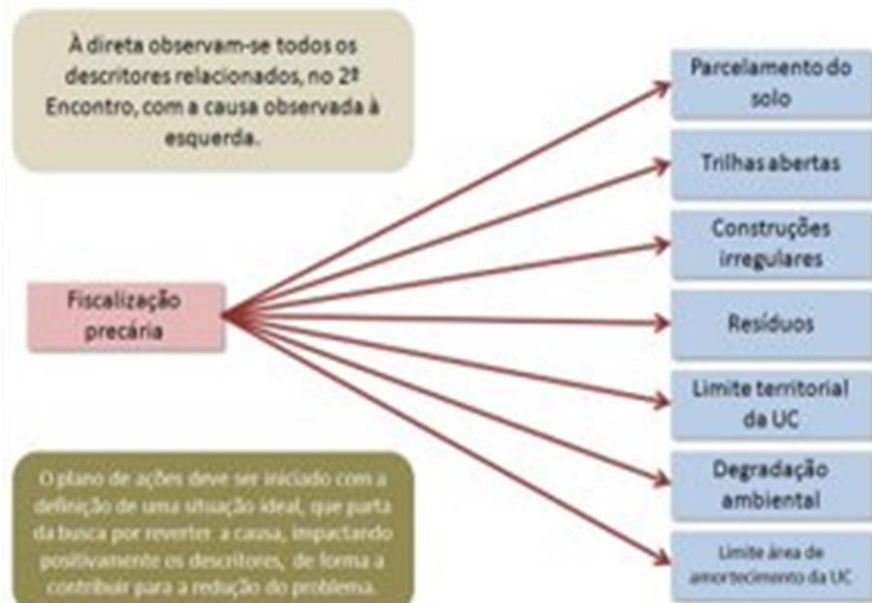 À direta observam-se todos os
descritores relacionados, no 2º
Encontro, com a causa observada à
esquerda.
Fiscalização
precária
O plano de ações deve ser iniciado com a
definição de uma situação ideal, que parta
da busca por reverter a causa, impactando
positivamente os descritores, de forma a
contribuir para a redução do problema.
Parcelamento do
solo
Trilhas abertas
Construções
irregulares
Resíduos
Limite territorial
da UC
Degradação
ambiental
Limite área de
amortecimento da UC